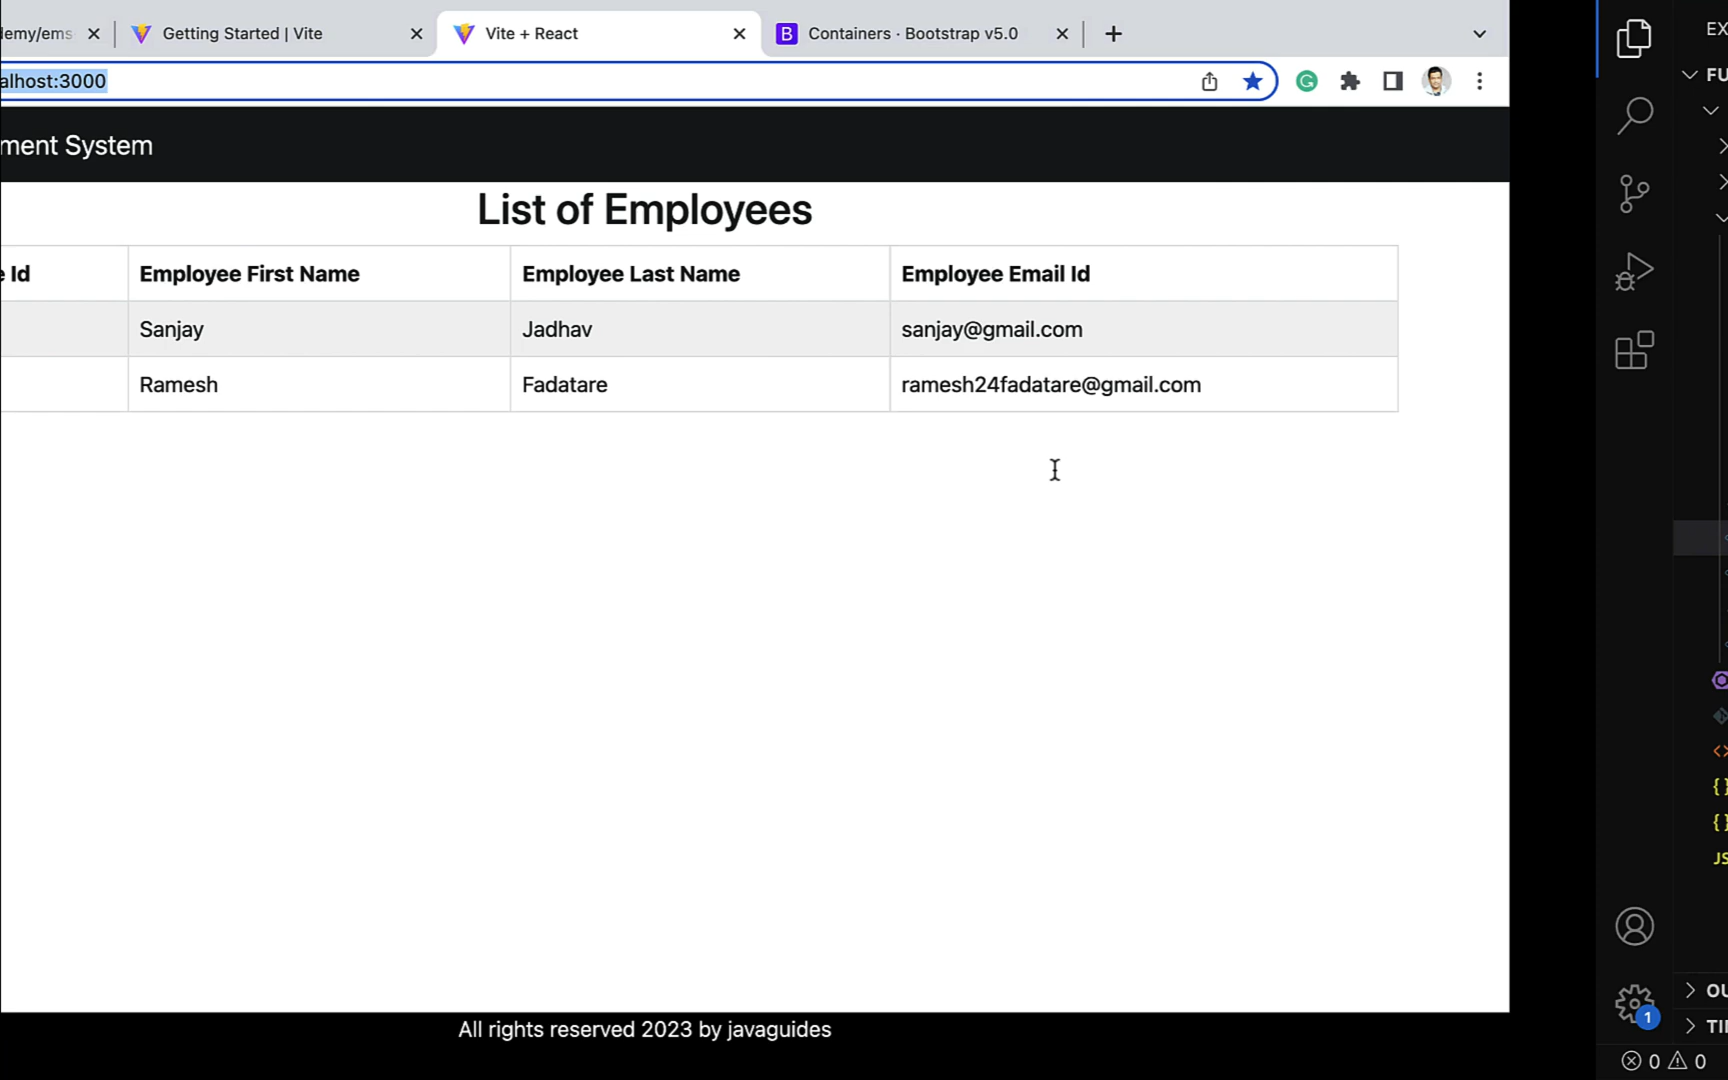 demy/ems
Getting Started | Vite
Vite + React
Containers · Bootstrap v5.0
alhost:3000
ment System
List of Employees
e Id
Employee First Name
Employee Last Name
Employee Email Id
Sanjay
Jadhav
sanjay@gmail.com
Ramesh
Fadatare
ramesh24fadatare@gmail.com
All rights reserved 2023 by javaguides
EX
FU
JS
1
OU
TI
0
0